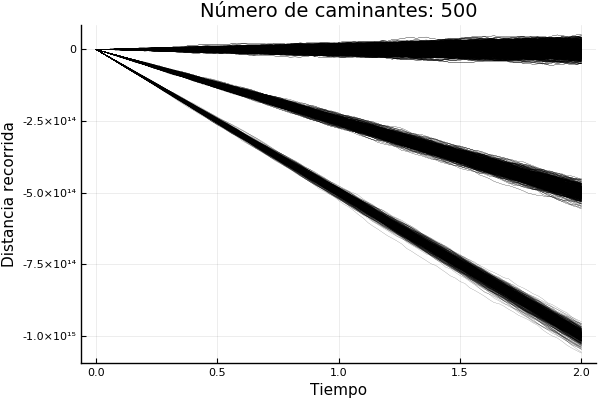 Número de caminantes: 500
Distancia recorrida
0
-2.5×10¹⁴
-5.0×10¹⁴
-7.5×10¹⁴
-1.0×10¹⁵
0.0 0.5 1.0 1.5 2.0
Tiempo